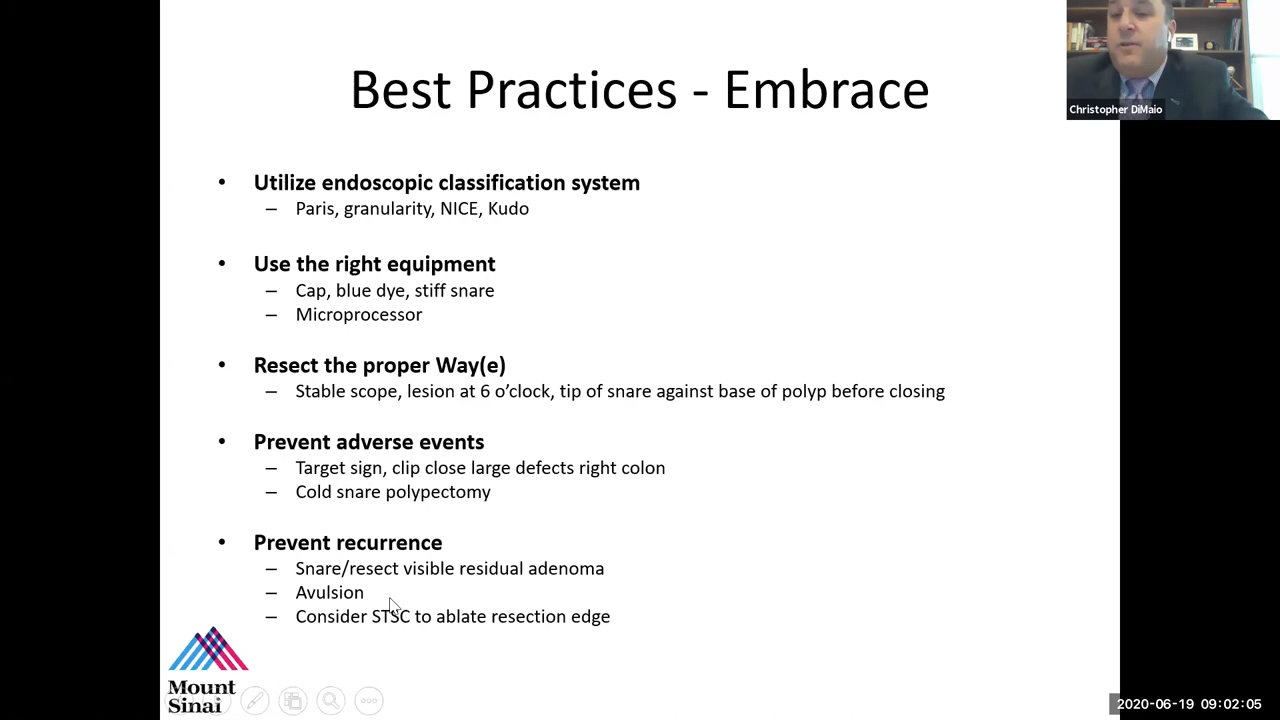 Best Practices - Embrace
Christopher DiMaio
• Utilize endoscopic classification system
– Paris, granularity, NICE, Kudo
• Use the right equipment
– Cap, blue dye, stiff snare
– Microprocessor
• Resect the proper Way(e)
– Stable scope, lesion at 6 o’clock, tip of snare against base of polyp before closing
• Prevent adverse events
– Target sign, clip close large defects right colon
– Cold snare polypectomy
• Prevent recurrence
– Snare/resect visible residual adenoma
– Avulsion
– Consider STSC to ablate resection edge
Mount
Sinai
2020-06-19 09:02:05